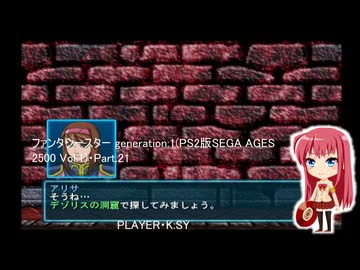 ファンタシースター generation:1(PS2版SEGA AGES
2500 Vol.1)・Part.21
アリサ
そうね…
デゾリスの洞窟で探してみましょう。
PLAYER・K.SY